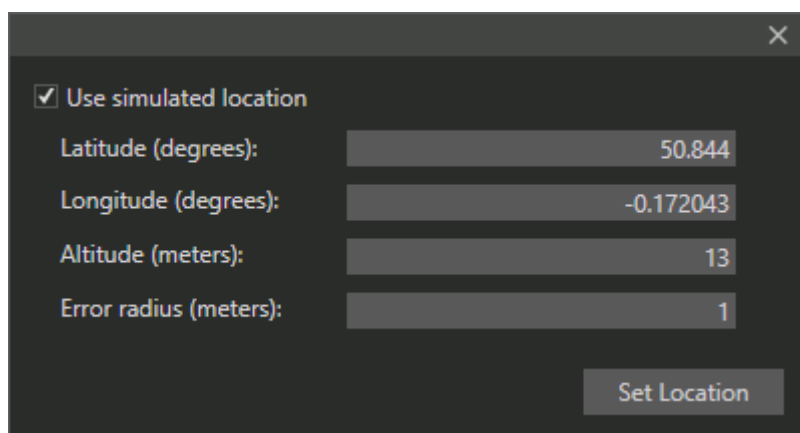 Use simulated location
Latitude (degrees): 50.844
Longitude (degrees): -0.172043
Altitude (meters): 13
Error radius (meters): 1
Set Location